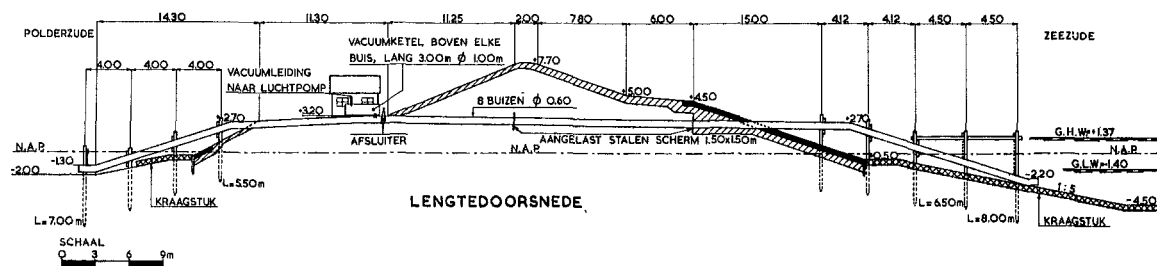 14.30 11.30 11.25 2.00 7.80 6.00 15.00 4.12 4.12 4.50 4.50
POLDERZIJDE
ZEEZIJDE
VACUUMKETEL BOVEN ELKE
BUIS, LANG 3.00m ϕ 1.00m
4.00 4.00 4.00
VACUUMLEIDING
NAAR LUCHTPOMP
+7.70
+5.00
+4.50
8 BUIZEN ϕ 0.60
+3.20
+2.70
+2.70
AFSLUITER
AANGELAST STALEN SCHERM 1.50x1.50m
G.H.W.=+1.37
N.A.P.
N.A.P.
N.A.P.
-1.30
-2.00
+0.50
G.L.W.=-1.40
-2.20
L=5.50m
KRAAGSTUK
L=7.00m
LENGTEDOORSNEDE
L=6.50m
L=8.00m
1:5
-4.50
KRAAGSTUK
SCHAAL
0 3 6 9m